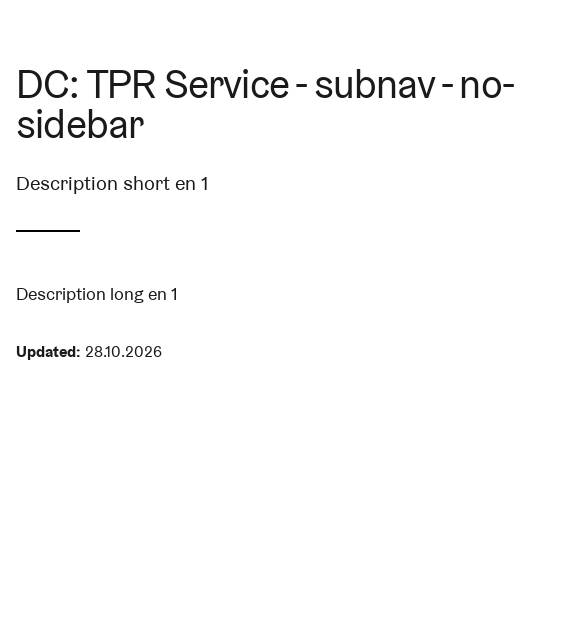 DC: TPR Service - subnav - no-
sidebar
Description short en 1
Description long en 1
Updated: 28.10.2026